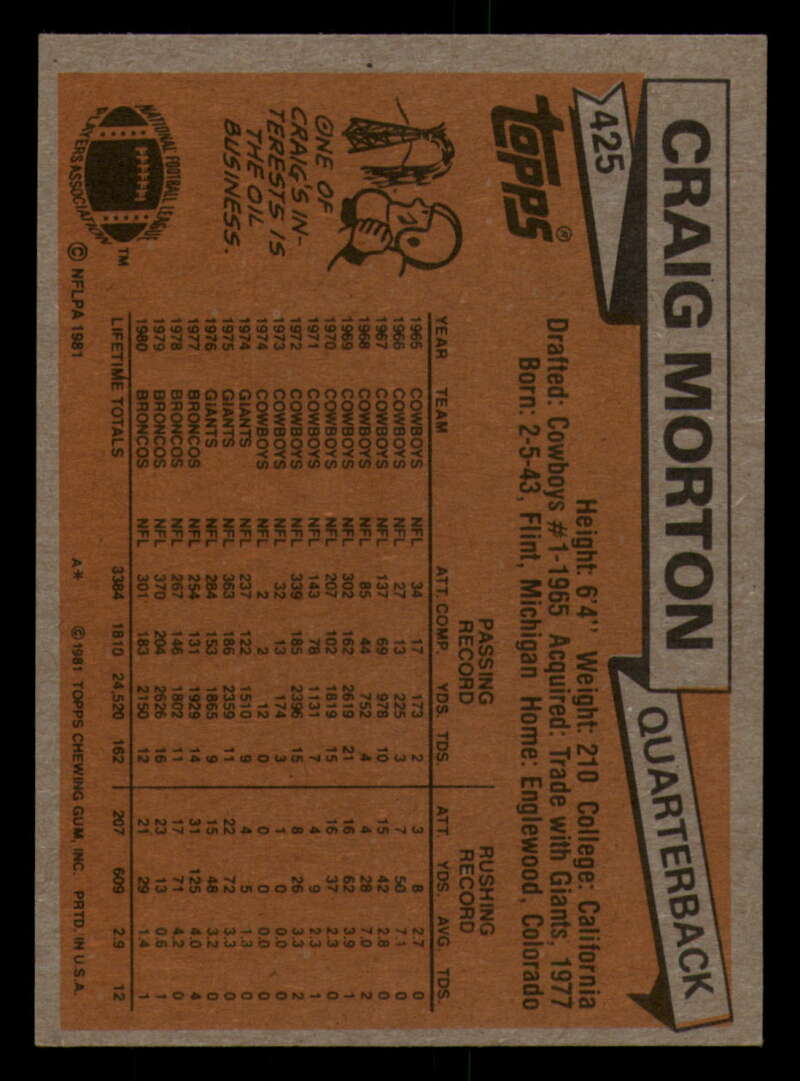 425
CRAIG MORTON
QUARTERBACK
TOPPS®
Height: 6'4" Weight: 210 College: California
Drafted: Cowboys #1-1965 Acquired: Trade with Giants, 1977
Born: 2-5-43, Flint, Michigan Home: Englewood, Colorado
ONE OF
CRAIG'S IN-
TERESTS IS
THE OIL
BUSINESS.
NATIONAL FOOTBALL LEAGUE
PLAYERS ASSOCIATION
TM
© NFLPA 1981
PASSING RECORD RUSHING RECORD
YEAR TEAM ATT. COMP. YDS. TDS. ATT. YDS. AVG. TDS.
1965 COWBOYS NFL 34 17 173 2 3 8 2.7 0
1966 COWBOYS NFL 27 13 225 3 7 50 7.1 0
1967 COWBOYS NFL 137 69 978 10 15 42 2.8 0
1968 COWBOYS NFL 85 44 752 4 4 28 7.0 2
1969 COWBOYS NFL 302 162 2619 21 16 62 3.9 1
1970 COWBOYS NFL 207 102 1819 15 16 37 2.3 0
1971 COWBOYS NFL 143 78 1131 7 4 9 2.3 1
1972 COWBOYS NFL 339 185 2396 15 8 26 3.3 2
1973 COWBOYS NFL 32 13 174 3 1 0 0.0 0
1974 COWBOYS NFL 2 2 12 0 0 0 0.0 0
1974 GIANTS NFL 237 122 1510 9 4 5 1.3 0
1975 GIANTS NFL 363 186 2359 11 22 72 3.3 0
1976 GIANTS NFL 284 153 1865 9 15 48 3.2 0
1977 BRONCOS NFL 254 131 1929 14 31 125 4.0 4
1978 BRONCOS NFL 267 146 1802 11 17 71 4.2 0
1979 BRONCOS NFL 370 204 2626 16 23 13 0.6 1
1980 BRONCOS NFL 301 183 2150 12 21 29 1.4 1
LIFETIME TOTALS 3384 1810 24,520 162 207 609 2.9 12
A* © 1981 TOPPS CHEWING GUM, INC. PRTD. IN U.S.A.